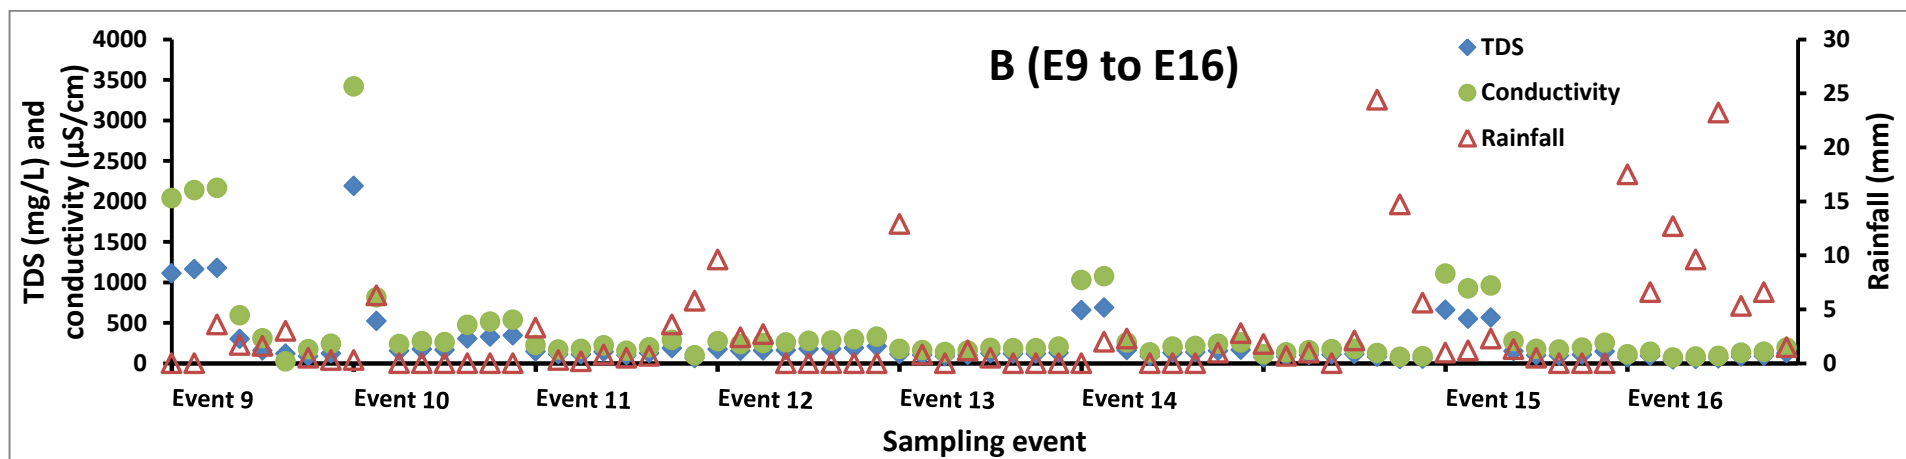 B (E9 to E16)
TDS
Conductivity
Rainfall
TDS (mg/L) and
conductivity (µS/cm)
4000
3500
3000
2500
2000
1500
1000
500
0
30
25
20
15
10
5
0
Rainfall (mm)
Event 9
Event 10
Event 11
Event 12
Event 13
Event 14
Event 15
Event 16
Sampling event